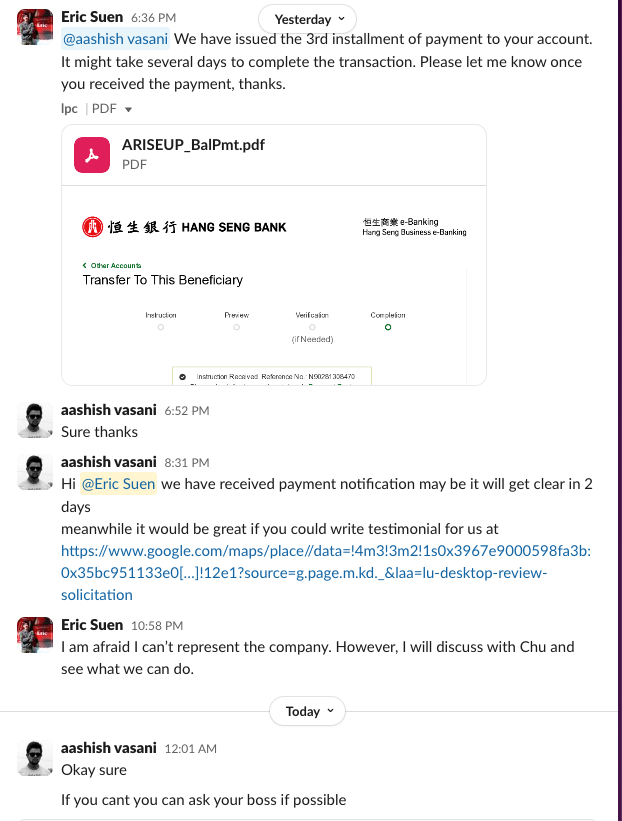 Eric Suen 6:36 PM
Yesterday
@aashish vasani We have issued the 3rd installment of payment to your account.
It might take several days to complete the transaction. Please let me know once
you received the payment, thanks.
lpc | PDF
ARISEUP_BalPmt.pdf
PDF
恒生銀行 HANG SENG BANK
恒生商業 e-Banking
Hang Seng Business e-Banking
Other Accounts
Transfer To This Beneficiary
Instruction Preview Verification Completion
(If Needed)
Instruction Received Reference No.: N90281308470
aashish vasani 6:52 PM
Sure thanks
aashish vasani 8:31 PM
Hi @Eric Suen we have received payment notification may be it will get clear in 2
days
meanwhile it would be great if you could write testimonial for us at
https://www.google.com/maps/place//data=!4m3!3m2!1s0x3967e9000598fa3b:
0x35bc951133e0[...]!12e1?source=g.page.m.kd._&laa=lu-desktop-review-
solicitation
Eric Suen 10:58 PM
I am afraid I can't represent the company. However, I will discuss with Chu and
see what we can do.
Today
aashish vasani 12:01 AM
Okay sure
If you cant you can ask your boss if possible